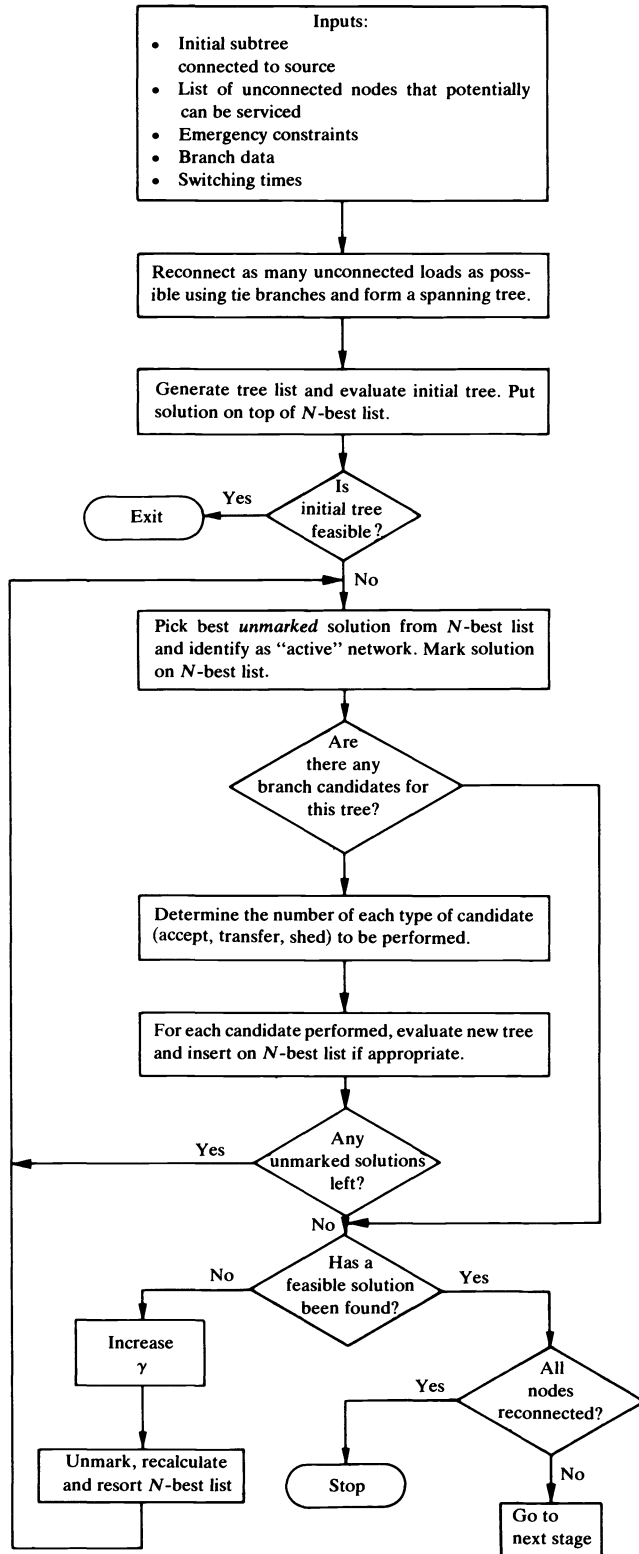 Inputs:
• Initial subtree
connected to source
• List of unconnected nodes that potentially
can be serviced
• Emergency constraints
• Branch data
• Switching times
Reconnect as many unconnected loads as poss-
ible using tie branches and form a spanning tree.
Generate tree list and evaluate initial tree. Put
solution on top of N-best list.
Is
initial tree
feasible?
Yes
Exit
No
Pick best unmarked solution from N-best list
and identify as “active” network. Mark solution
on N-best list.
Are
there any
branch candidates for
this tree?
Determine the number of each type of candidate
(accept, transfer, shed) to be performed.
For each candidate performed, evaluate new tree
and insert on N-best list if appropriate.
Any
unmarked solutions
left?
Yes
No
Has a
feasible solution
been found?
No
Yes
Increase
γ
All
nodes
reconnected?
Yes
Unmark, recalculate
and resort N-best list
Stop
No
Go to
next stage